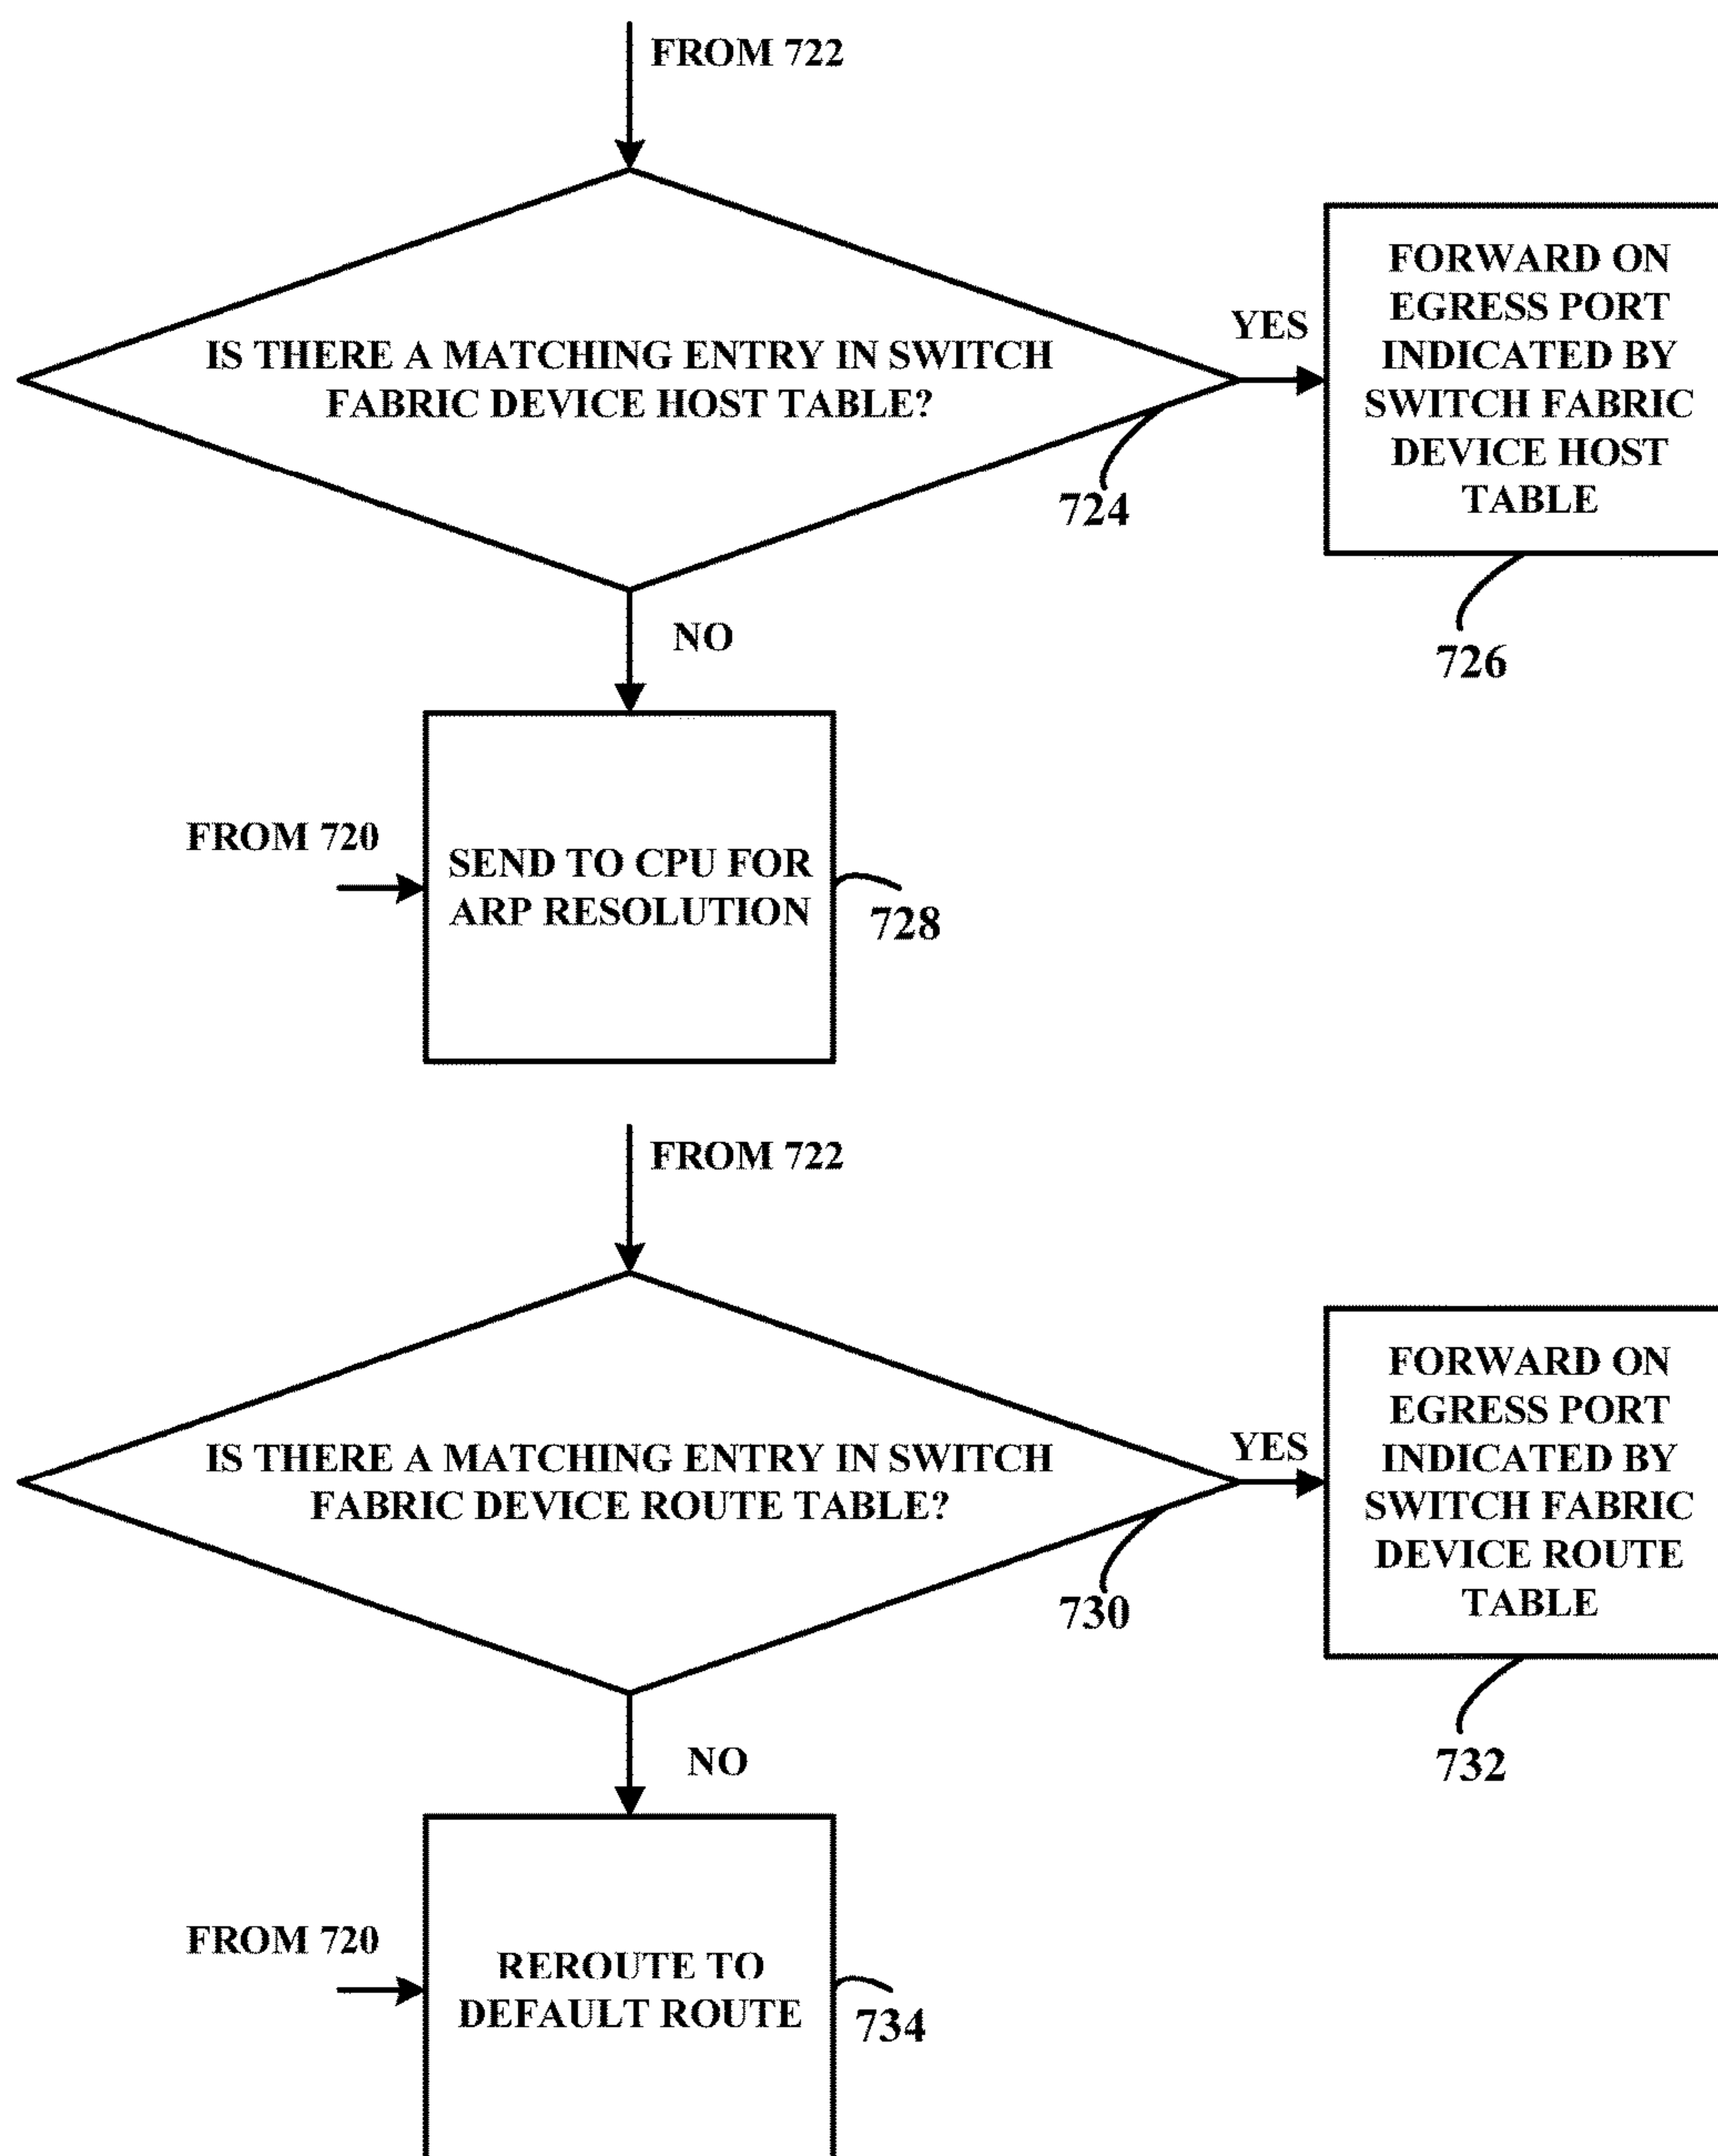 FROM 722
IS THERE A MATCHING ENTRY IN SWITCH
FABRIC DEVICE HOST TABLE?
724
YES
FORWARD ON
EGRESS PORT
INDICATED BY
SWITCH FABRIC
DEVICE HOST
TABLE
726
NO
FROM 720
SEND TO CPU FOR
ARP RESOLUTION
728
FROM 722
IS THERE A MATCHING ENTRY IN SWITCH
FABRIC DEVICE ROUTE TABLE?
730
YES
FORWARD ON
EGRESS PORT
INDICATED BY
SWITCH FABRIC
DEVICE ROUTE
TABLE
732
NO
FROM 720
REROUTE TO
DEFAULT ROUTE
734